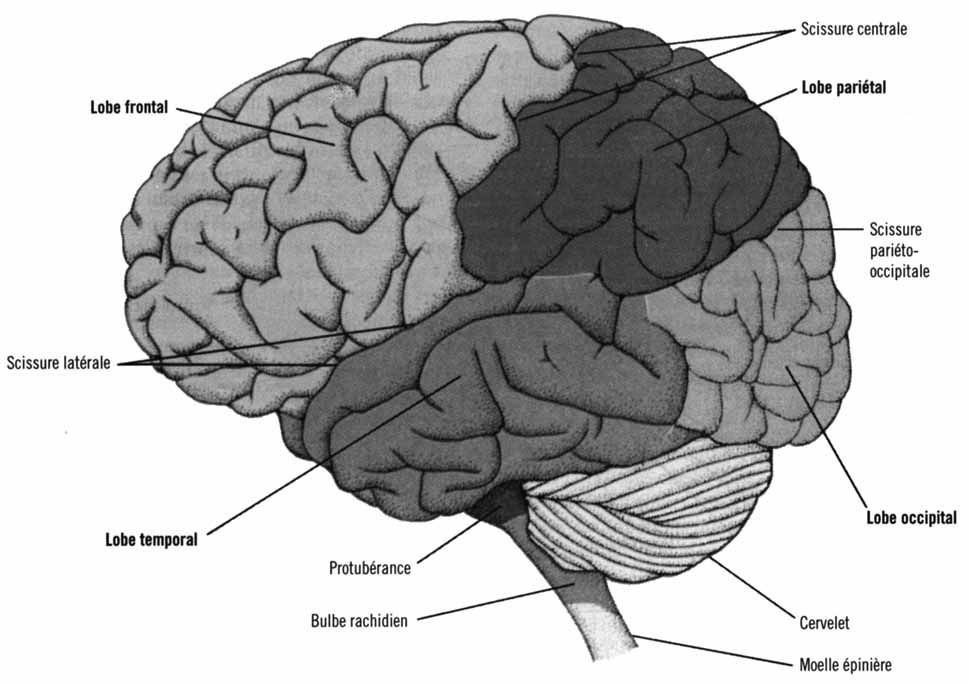 Scissure centrale
Lobe pariétal
Lobe frontal
Scissure
pariéto-
occipitale
Scissure latérale
Lobe occipital
Lobe temporal
Protubérance
Bulbe rachidien
Cervelet
Moelle épinière